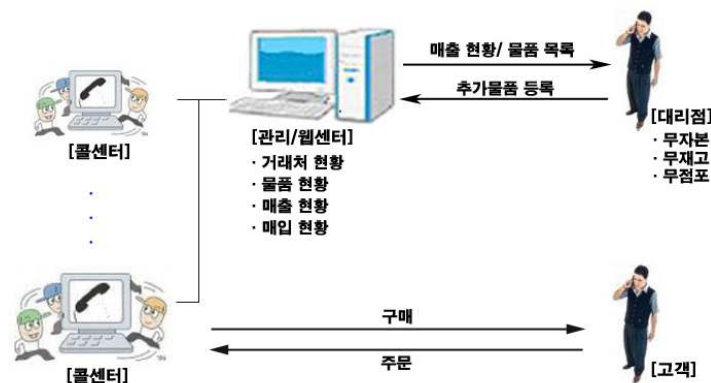 매출 현황/ 물품 목록
추가물품 등록
[콜센터]
[관리/웹센터]
· 거래처 현황
· 물품 현황
· 매출 현황
· 매입 현황
[대리점]
· 무자본
· 무재고
· 무점포
구매
주문
[콜센터]
[고객]